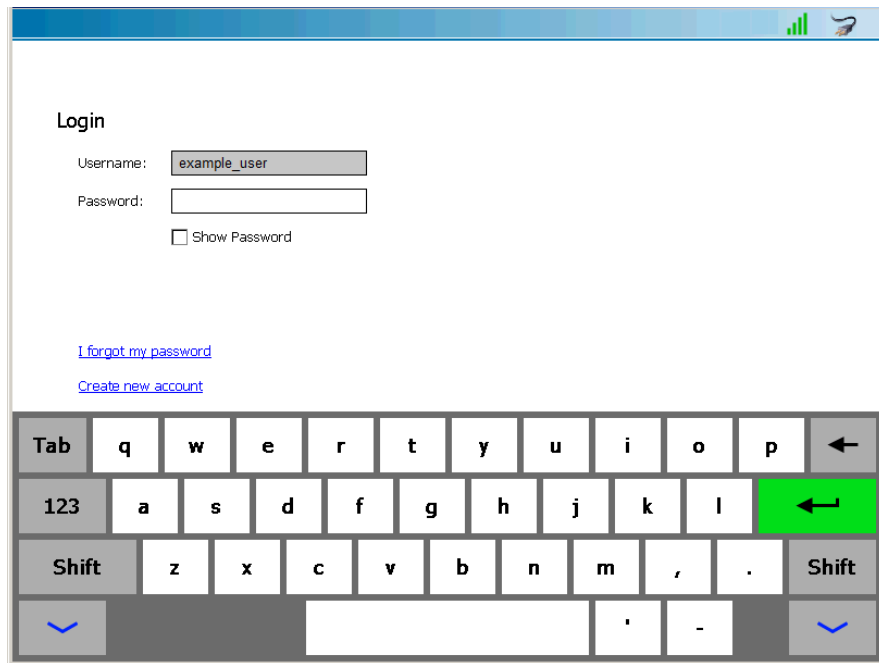 Login
Username: example_user
Password:
Show Password
I forgot my password
Create new account
Tab q w e r t y u i o p
123 a s d f g h j k l
Shift z x c v b n m , . Shift
' -